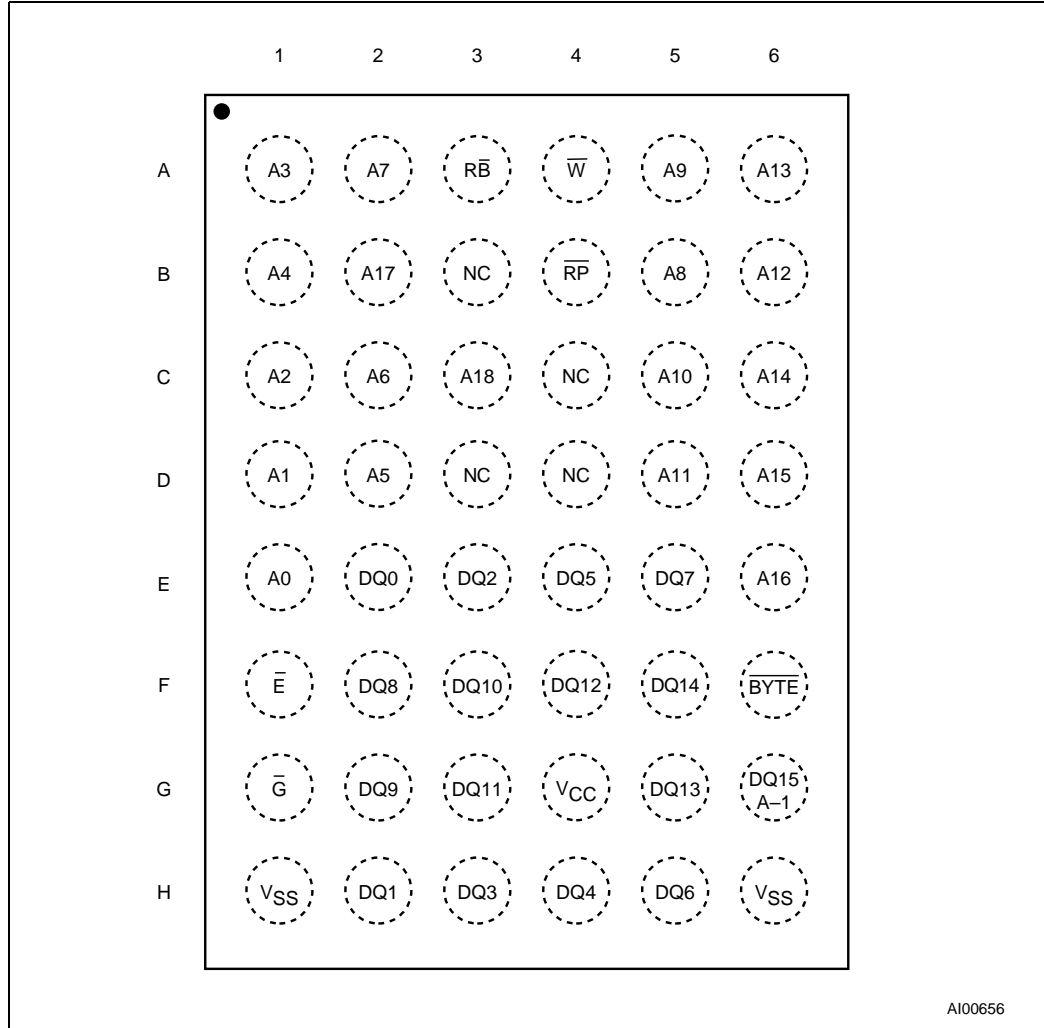 1 2 3 4 5 6
A A3 A7 RB̅ W̅ A9 A13
B A4 A17 NC R̅P̅ A8 A12
C A2 A6 A18 NC A10 A14
D A1 A5 NC NC A11 A15
E A0 DQ0 DQ2 DQ5 DQ7 A16
F E̅ DQ8 DQ10 DQ12 DQ14 B̅Y̅T̅E̅
G G̅ DQ9 DQ11 VCC DQ13 DQ15
A–1
H VSS DQ1 DQ3 DQ4 DQ6 VSS
AI00656